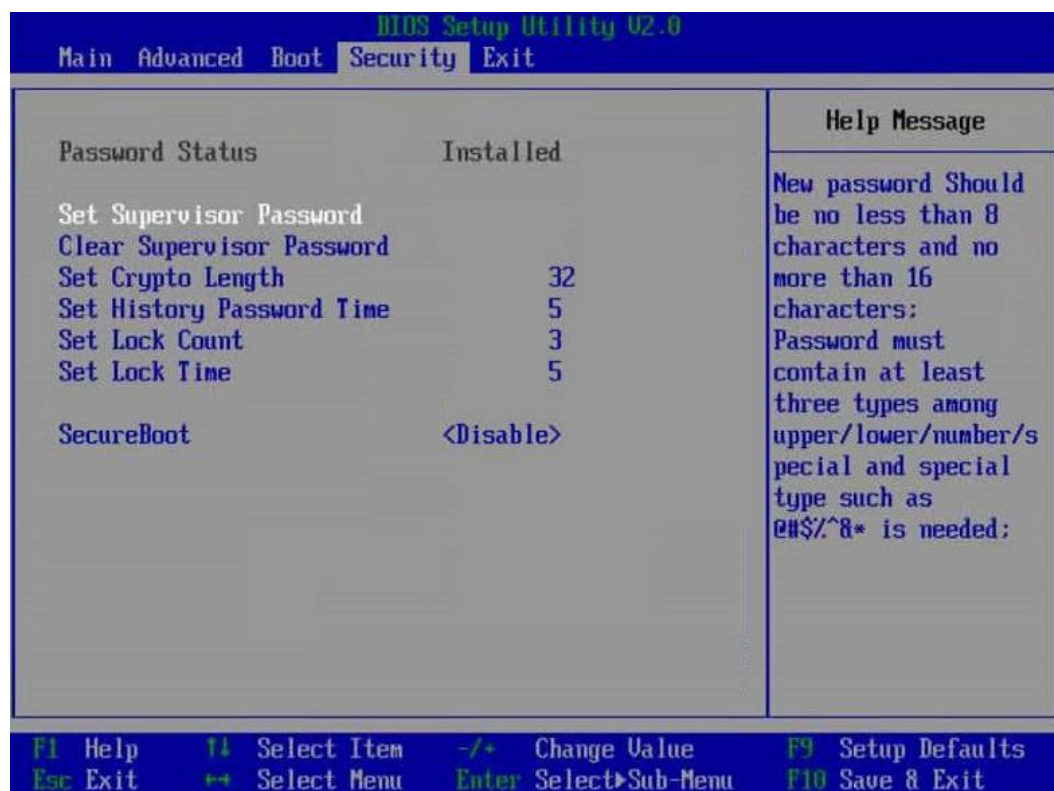 BIOS Setup Utility V2.0
Main Advanced Boot Security Exit
Password Status Installed
Set Supervisor Password
Clear Supervisor Password
Set Crypto Length 32
Set History Password Time 5
Set Lock Count 3
Set Lock Time 5
SecureBoot <Disable>
Help Message
New password Should
be no less than 8
characters and no
more than 16
characters;
Password must
contain at least
three types among
upper/lower/number/s
pecial and special
type such as
@#$%^&* is needed;
F1 Help ↑↓ Select Item -/+ Change Value F9 Setup Defaults
Esc Exit ←→ Select Menu Enter Select▶Sub-Menu F10 Save & Exit